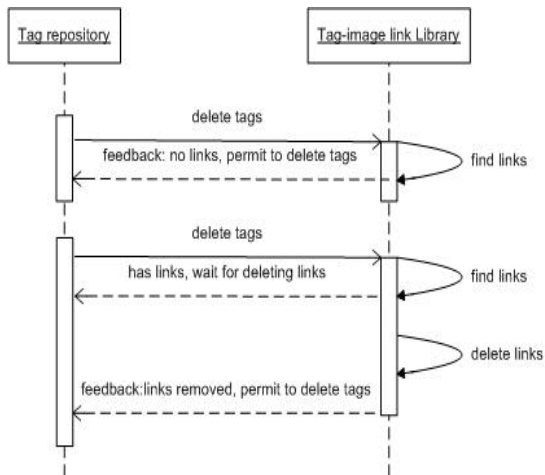 Tag repository
Tag-image link Library
delete tags
feedback: no links, permit to delete tags
find links
delete tags
has links, wait for deleting links
find links
delete links
feedback:links removed, permit to delete tags